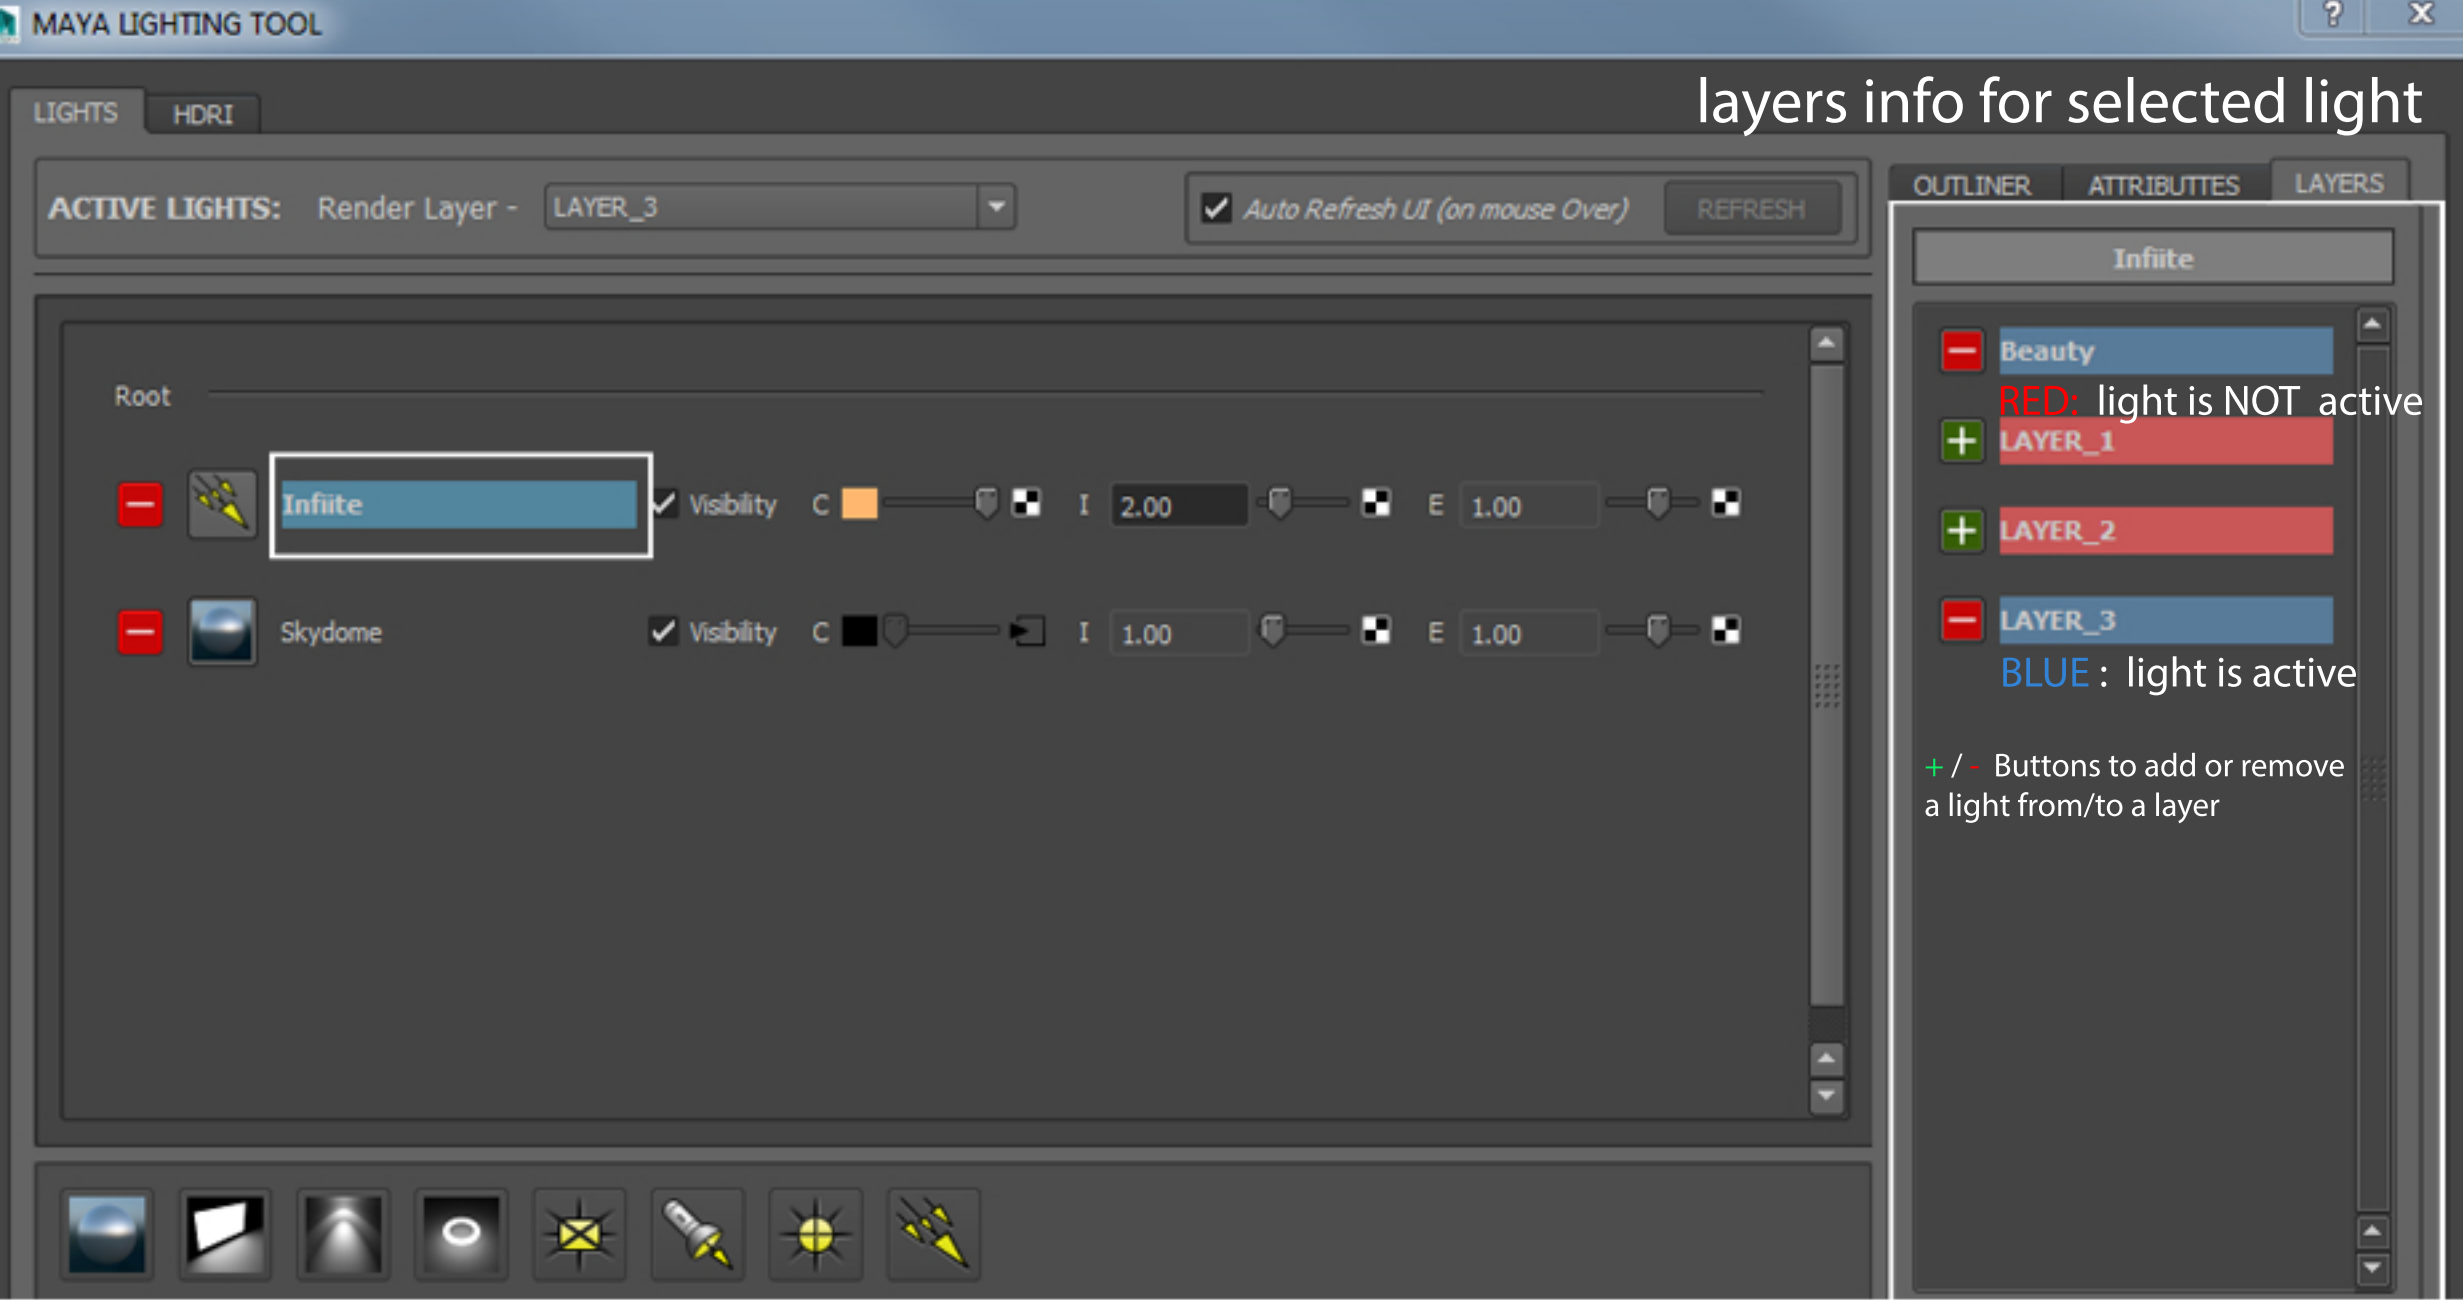 MAYA LIGHTING TOOL
? x
LIGHTS HDRI
layers info for selected light
ACTIVE LIGHTS: Render Layer - LAYER_3
Auto Refresh UI (on mouse Over) REFRESH
OUTLINER ATTRIBUTTES LAYERS
Infiite
Beauty
RED: light is NOT active
LAYER_1
LAYER_2
LAYER_3
BLUE : light is active
+ / - Buttons to add or remove
a light from/to a layer
Root
Infiite Visibility C I 2.00 E 1.00
Skydome Visibility C I 1.00 E 1.00